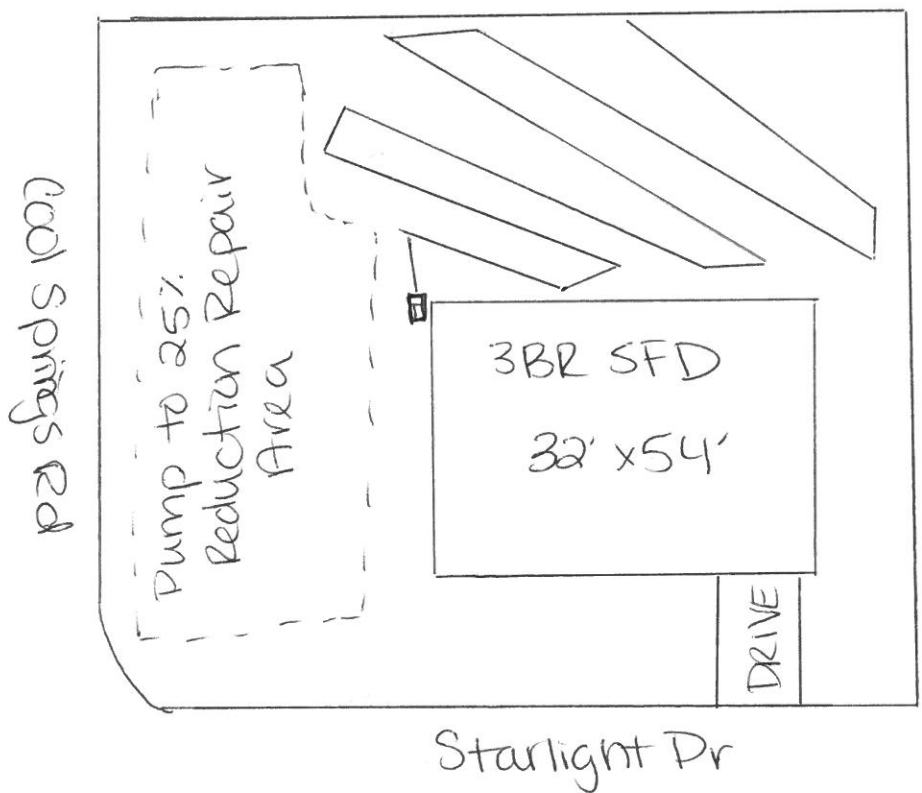 Cool Springs Rd
Pump to 25%
Reduction Repair
Area
3BR SFD
32' x 54'
DRIVE
Starlight Dr